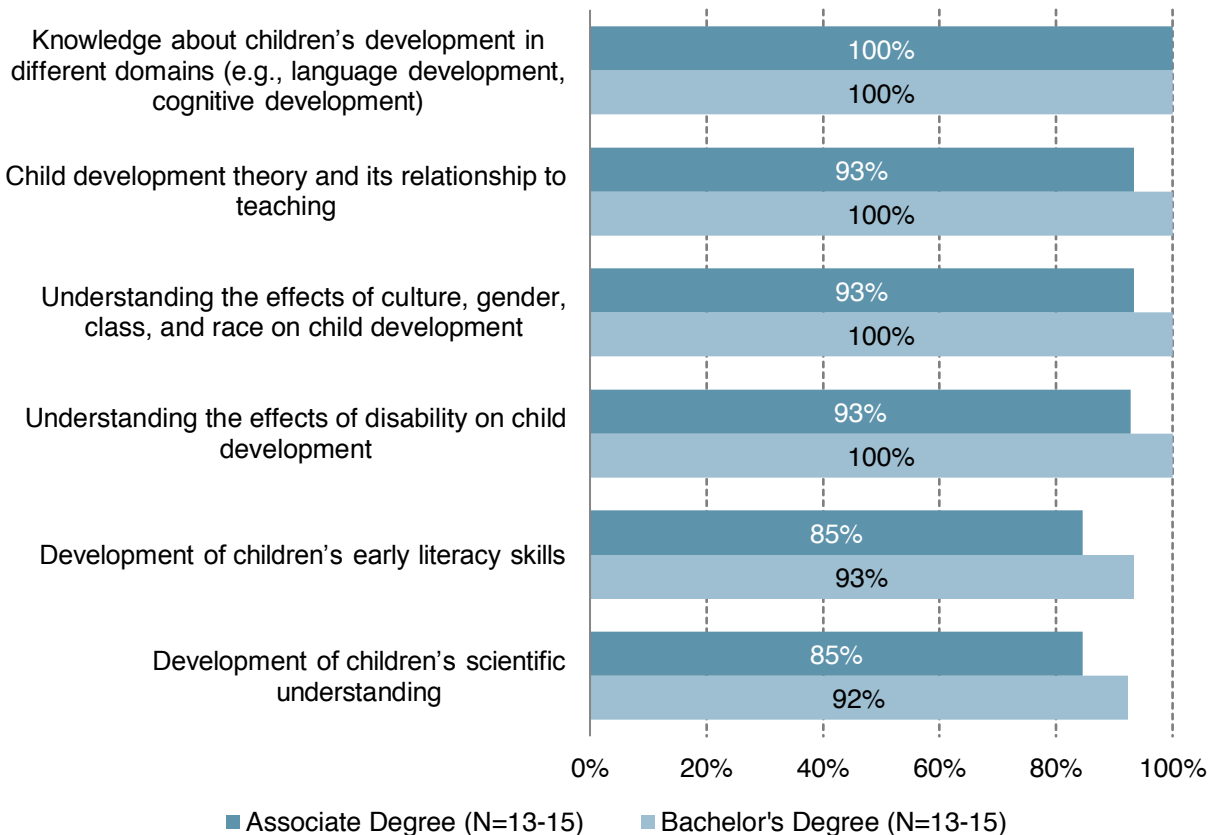 Knowledge about children’s development in
different domains (e.g., language development,
cognitive development)
100%
100%
Child development theory and its relationship to
teaching
93%
100%
Understanding the effects of culture, gender,
class, and race on child development
93%
100%
Understanding the effects of disability on child
development
93%
100%
Development of children’s early literacy skills
85%
93%
Development of children’s scientific
understanding
85%
92%
0% 20% 40% 60% 80% 100%
Associate Degree (N=13-15) Bachelor's Degree (N=13-15)